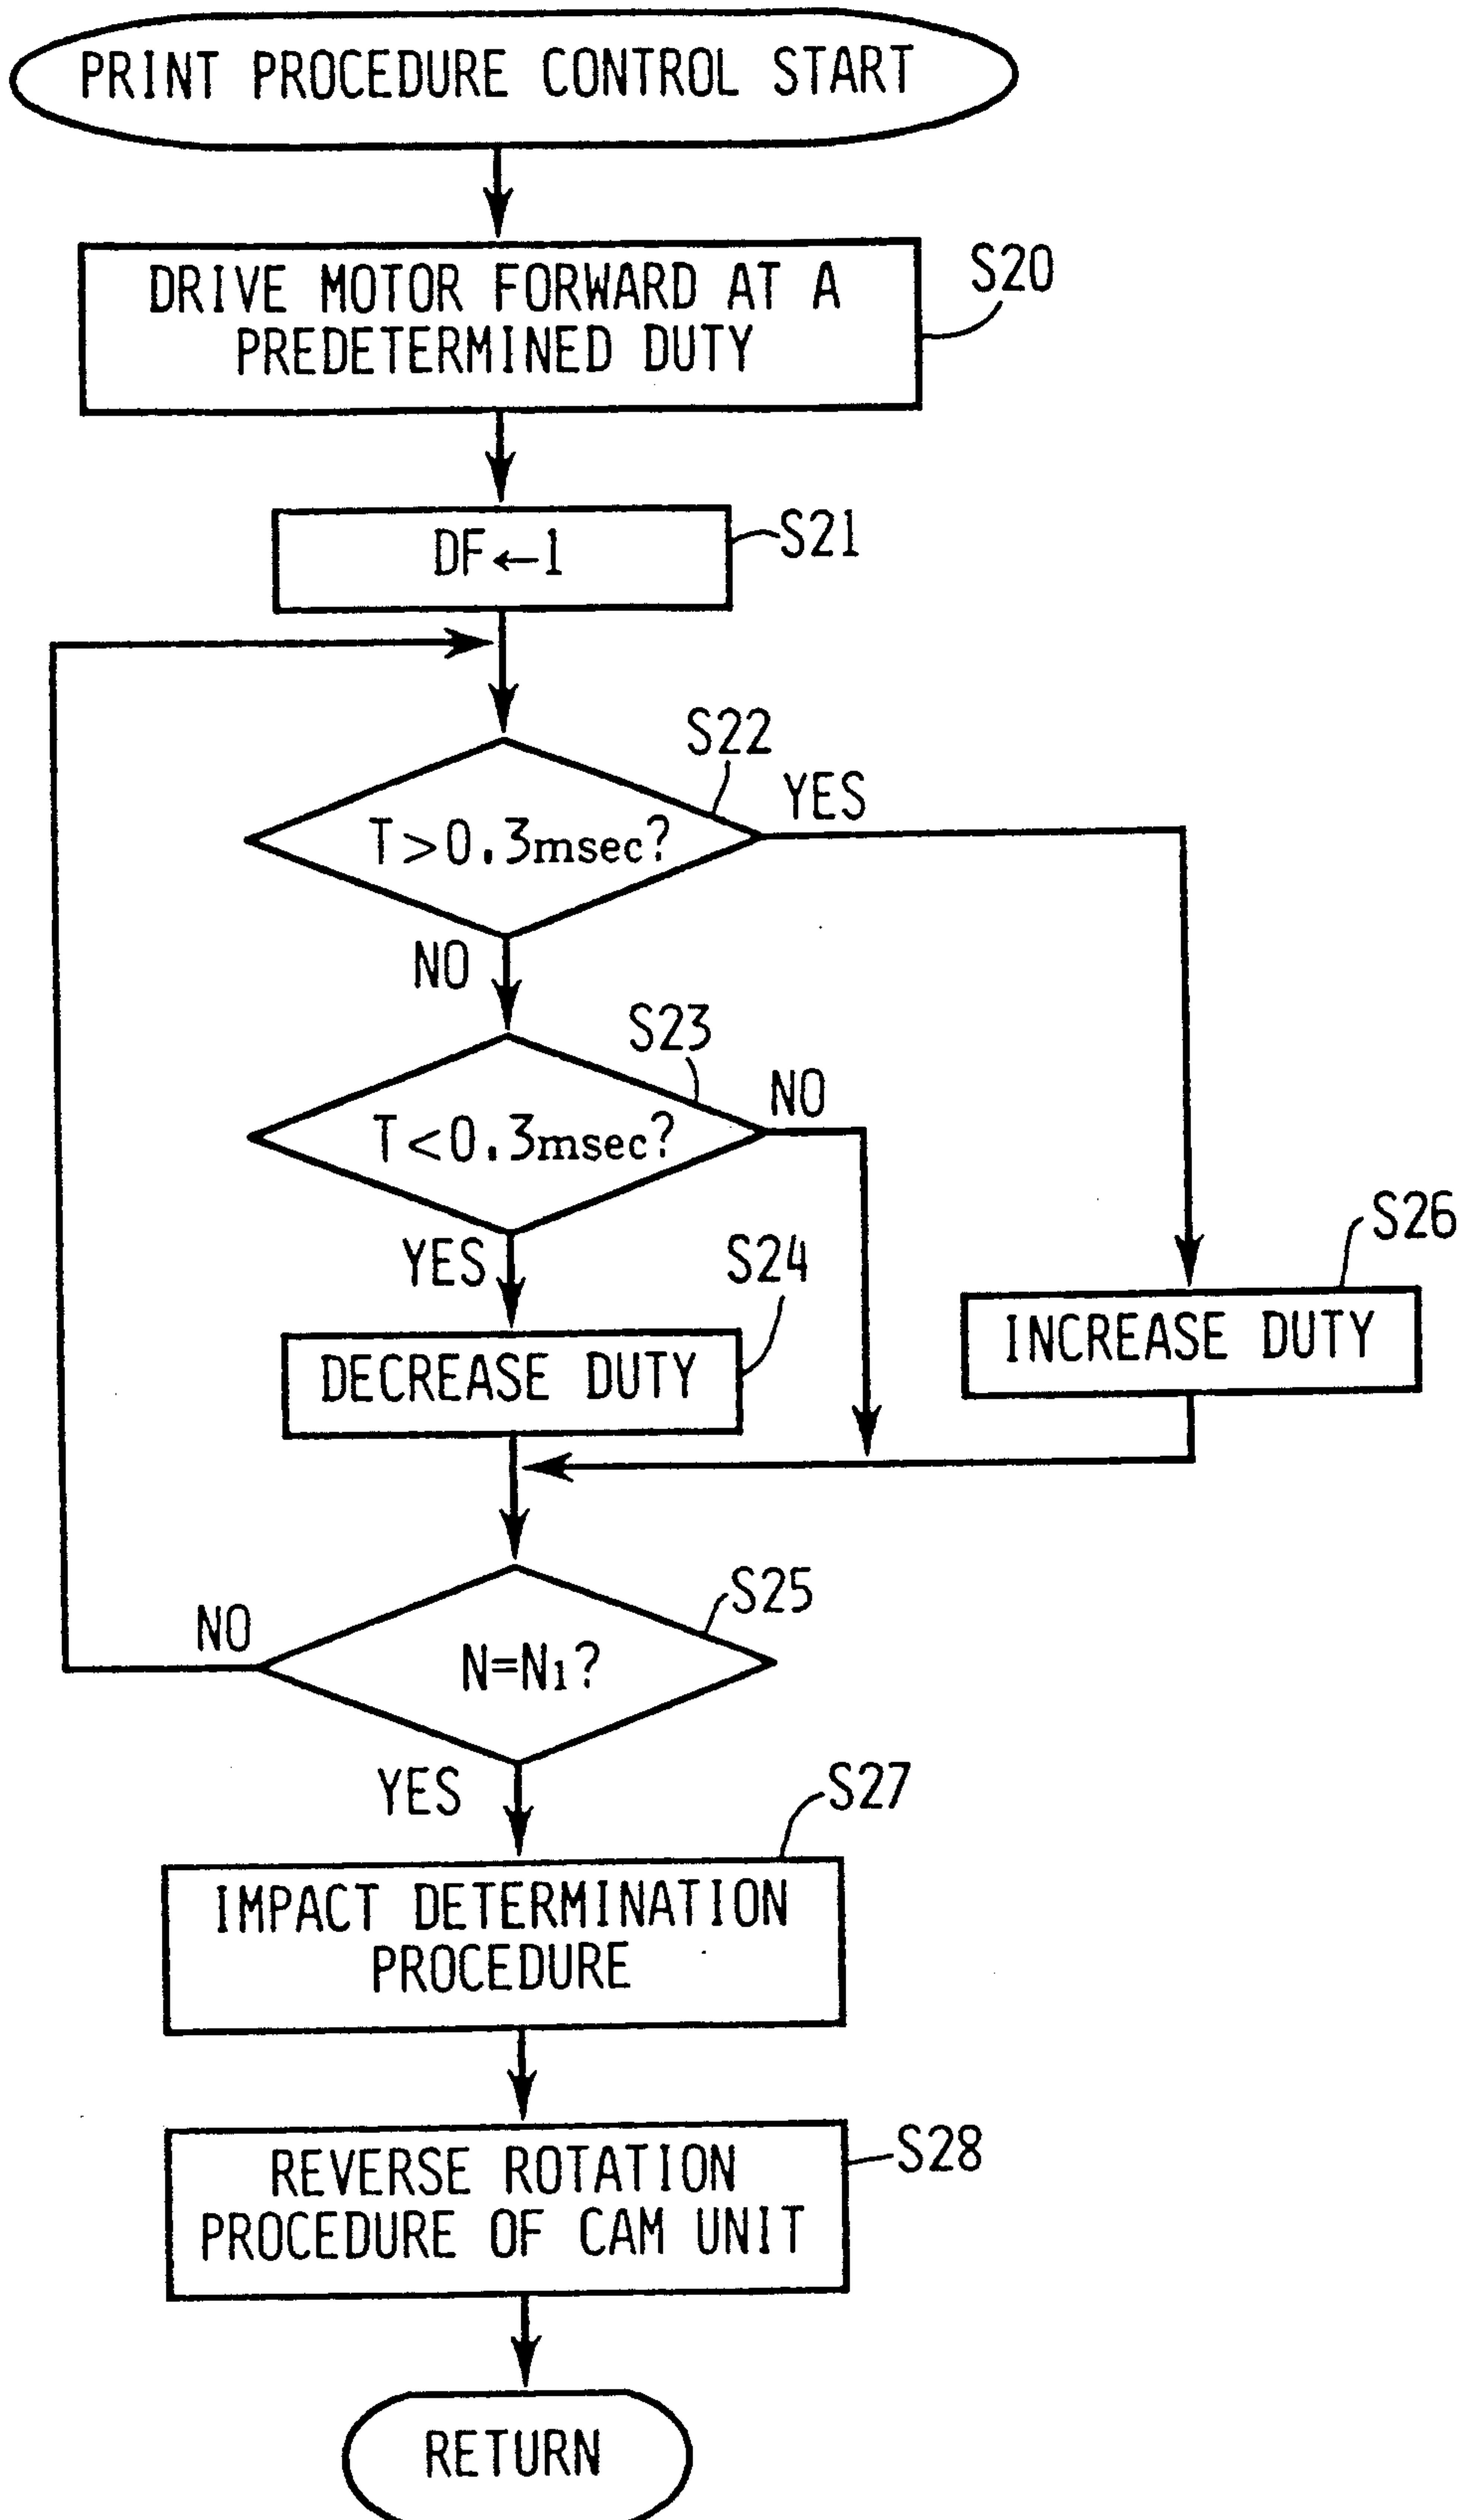 PRINT PROCEDURE CONTROL START
DRIVE MOTOR FORWARD AT A
PREDETERMINED DUTY
S20
DF←1
S21
S22
T>0.3msec?
YES
NO
S23
T<0.3msec?
NO
YES
S24
DECREASE DUTY
S26
INCREASE DUTY
S25
N=N1?
NO
YES
S27
IMPACT DETERMINATION
PROCEDURE
S28
REVERSE ROTATION
PROCEDURE OF CAM UNIT
RETURN